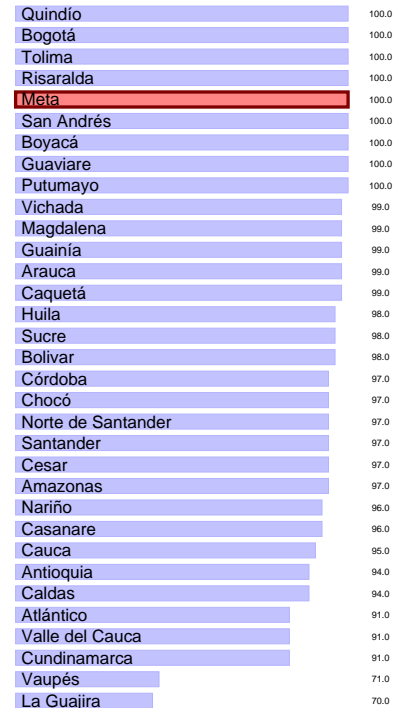 Quindío 100.0
Bogotá 100.0
Tolima 100.0
Risaralda 100.0
Meta 100.0
San Andrés 100.0
Boyacá 100.0
Guaviare 100.0
Putumayo 100.0
Vichada 99.0
Magdalena 99.0
Guainía 99.0
Arauca 99.0
Caquetá 99.0
Huila 98.0
Sucre 98.0
Bolivar 98.0
Córdoba 97.0
Chocó 97.0
Norte de Santander 97.0
Santander 97.0
Cesar 97.0
Amazonas 97.0
Nariño 96.0
Casanare 96.0
Cauca 95.0
Antioquia 94.0
Caldas 94.0
Atlántico 91.0
Valle del Cauca 91.0
Cundinamarca 91.0
Vaupés 71.0
La Guajira 70.0